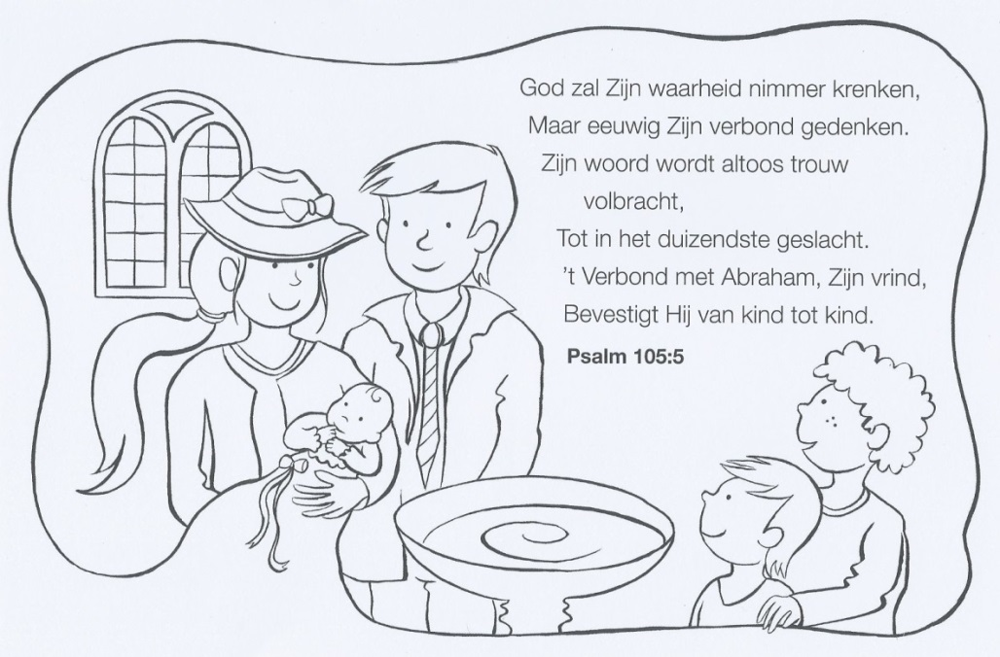 God zal Zijn waarheid nimmer krenken,
Maar eeuwig Zijn verbond gedenken.
Zijn woord wordt altoos trouw
volbracht,
Tot in het duizendste geslacht.
't Verbond met Abraham, Zijn vrind,
Bevestigt Hij van kind tot kind.
Psalm 105:5